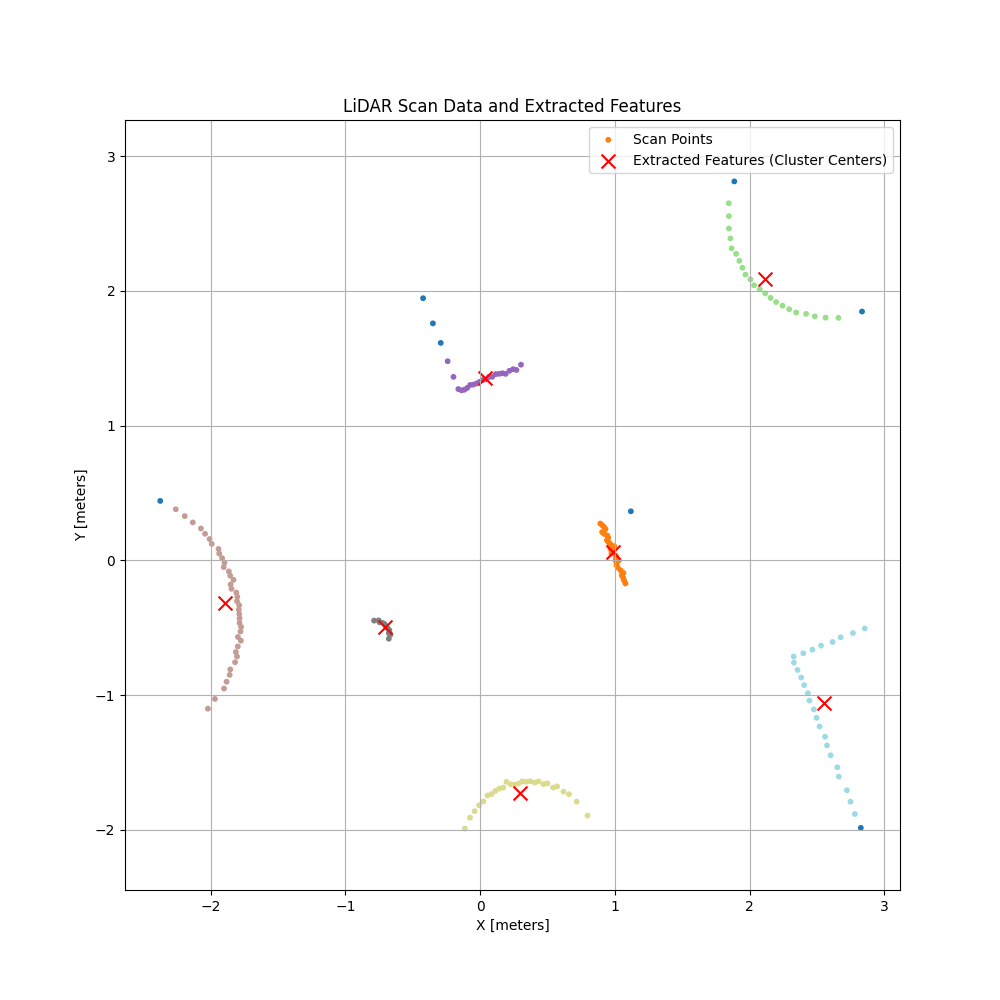 LiDAR Scan Data and Extracted Features
Scan Points
Extracted Features (Cluster Centers)
3
2
1
0
−1
−2
Y [meters]
−2
−1
0
1
2
3
X [meters]